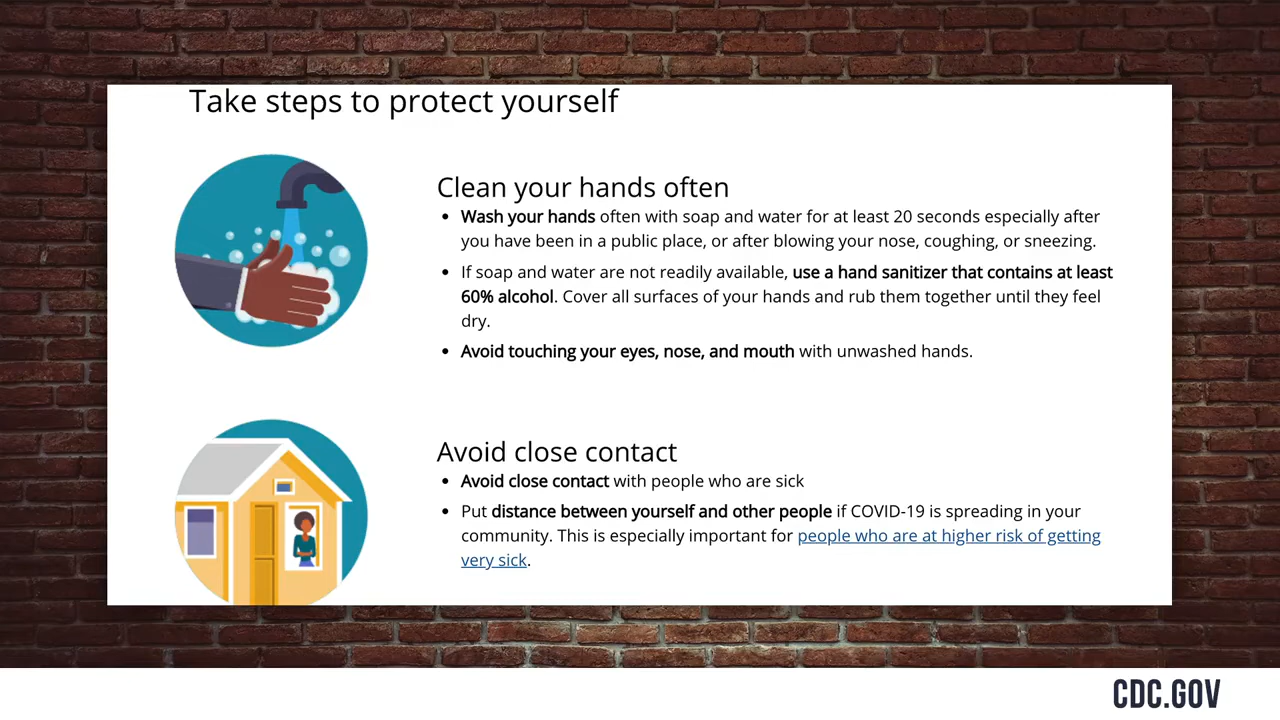 Take steps to protect yourself
Clean your hands often
• Wash your hands often with soap and water for at least 20 seconds especially after
you have been in a public place, or after blowing your nose, coughing, or sneezing.
• If soap and water are not readily available, use a hand sanitizer that contains at least
60% alcohol. Cover all surfaces of your hands and rub them together until they feel
dry.
• Avoid touching your eyes, nose, and mouth with unwashed hands.
Avoid close contact
• Avoid close contact with people who are sick
• Put distance between yourself and other people if COVID-19 is spreading in your
community. This is especially important for people who are at higher risk of getting
very sick.
CDC.GOV